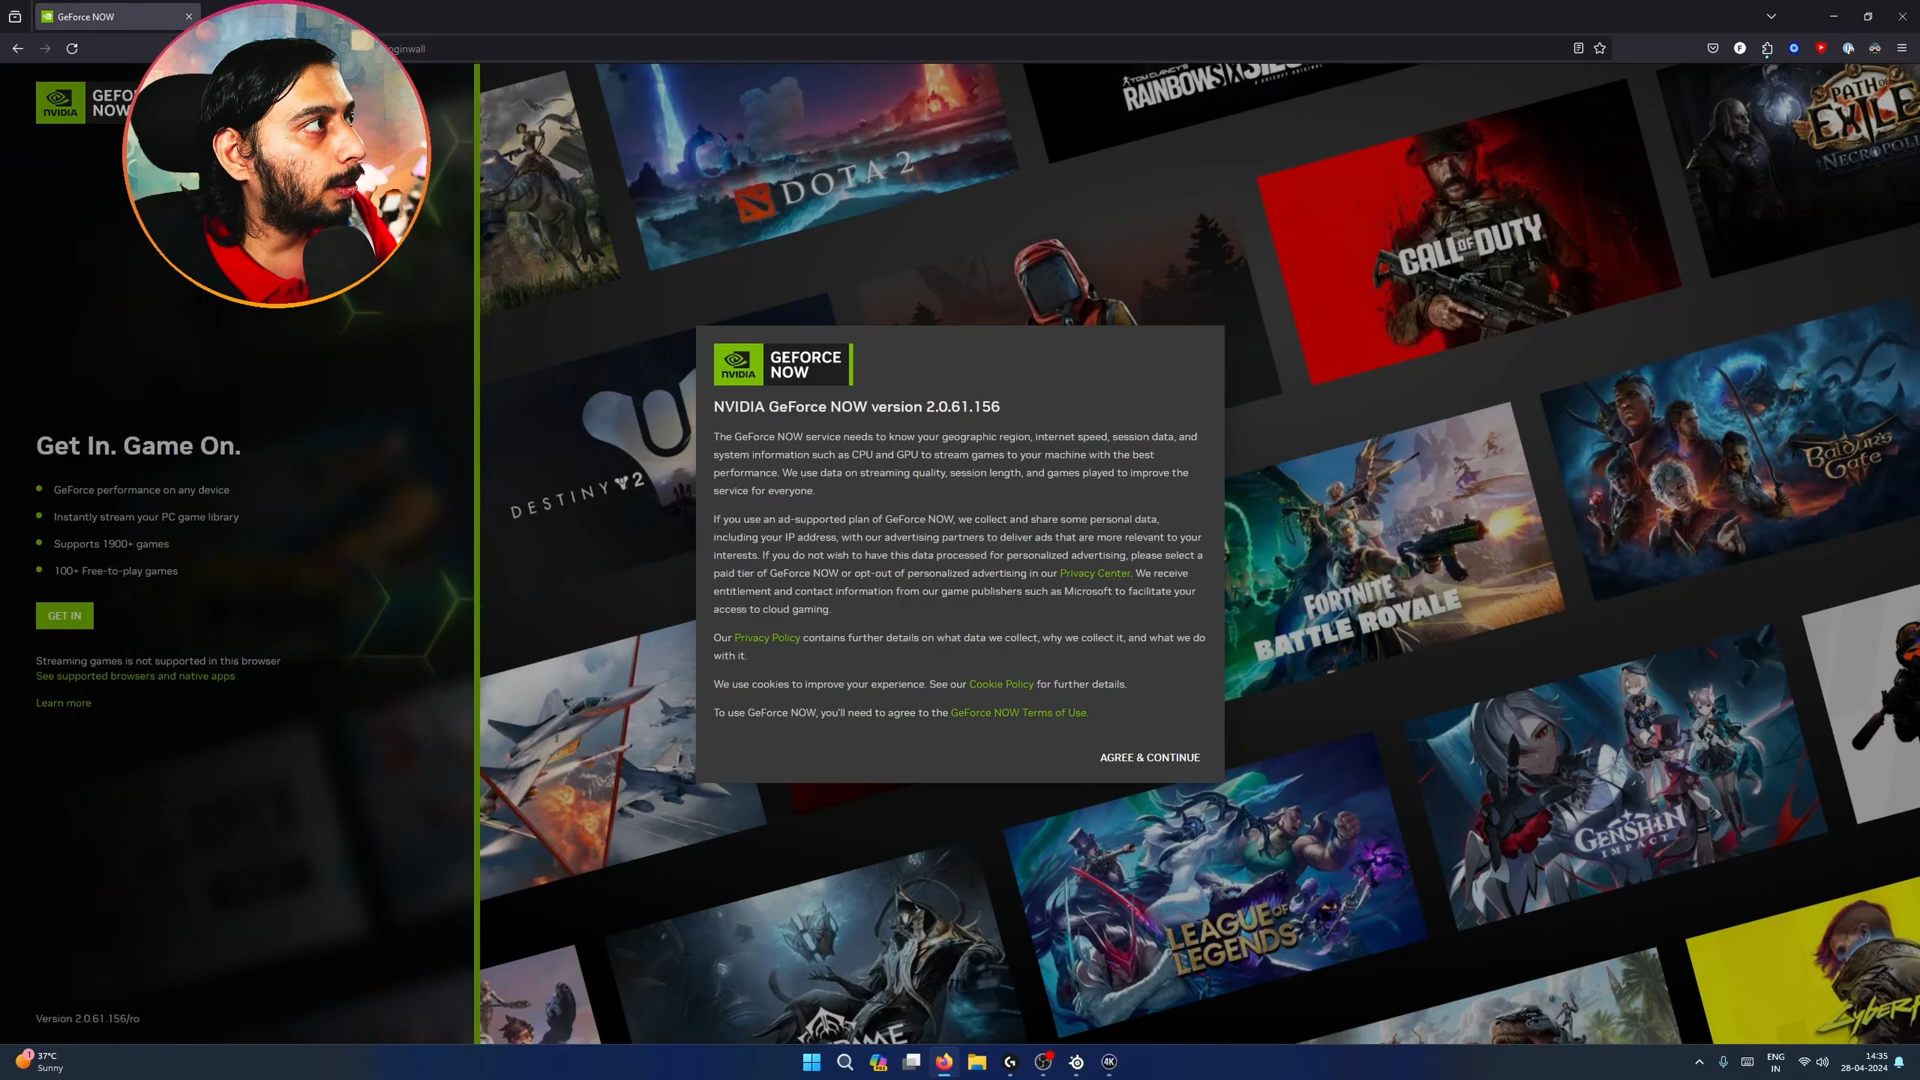 GeForce NOW
loginwall
NVIDIA
GEFO
NOW
Get In. Game On.
GeForce performance on any device
Instantly stream your PC game library
Supports 1900+ games
100+ Free-to-play games
GET IN
Streaming games is not supported in this browser
See supported browsers and native apps
Learn more
Version 2.0.61.156/ro
DOTA 2
TOM CLANCY'S
RAINBOW SIX SIEGE
CALL OF DUTY
PATH OF
EXILE
NECROPOLI
DESTINY 2
NVIDIA
GEFORCE
NOW
NVIDIA GeForce NOW version 2.0.61.156
The GeForce NOW service needs to know your geographic region, internet speed, session data, and
system information such as CPU and GPU to stream games to your machine with the best
performance. We use data on streaming quality, session length, and games played to improve the
service for everyone.
If you use an ad-supported plan of GeForce NOW, we collect and share some personal data,
including your IP address, with our advertising partners to deliver ads that are more relevant to your
interests. If you do not wish to have this data processed for personalized advertising, please select a
paid tier of GeForce NOW or opt-out of personalized advertising in our Privacy Center. We receive
entitlement and contact information from our game publishers such as Microsoft to facilitate your
access to cloud gaming.
Our Privacy Policy contains further details on what data we collect, why we collect it, and what we do
with it.
We use cookies to improve your experience. See our Cookie Policy for further details.
To use GeForce NOW, you'll need to agree to the GeForce NOW Terms of Use.
AGREE & CONTINUE
BALDUR'S
GATE
FORTNITE
BATTLE ROYALE
GENSHIN
IMPACT
LEAGUE OF
LEGENDS
CYBERP
1
37°C
Sunny
PRE
4K
ENG
IN
14:35
28-04-2024